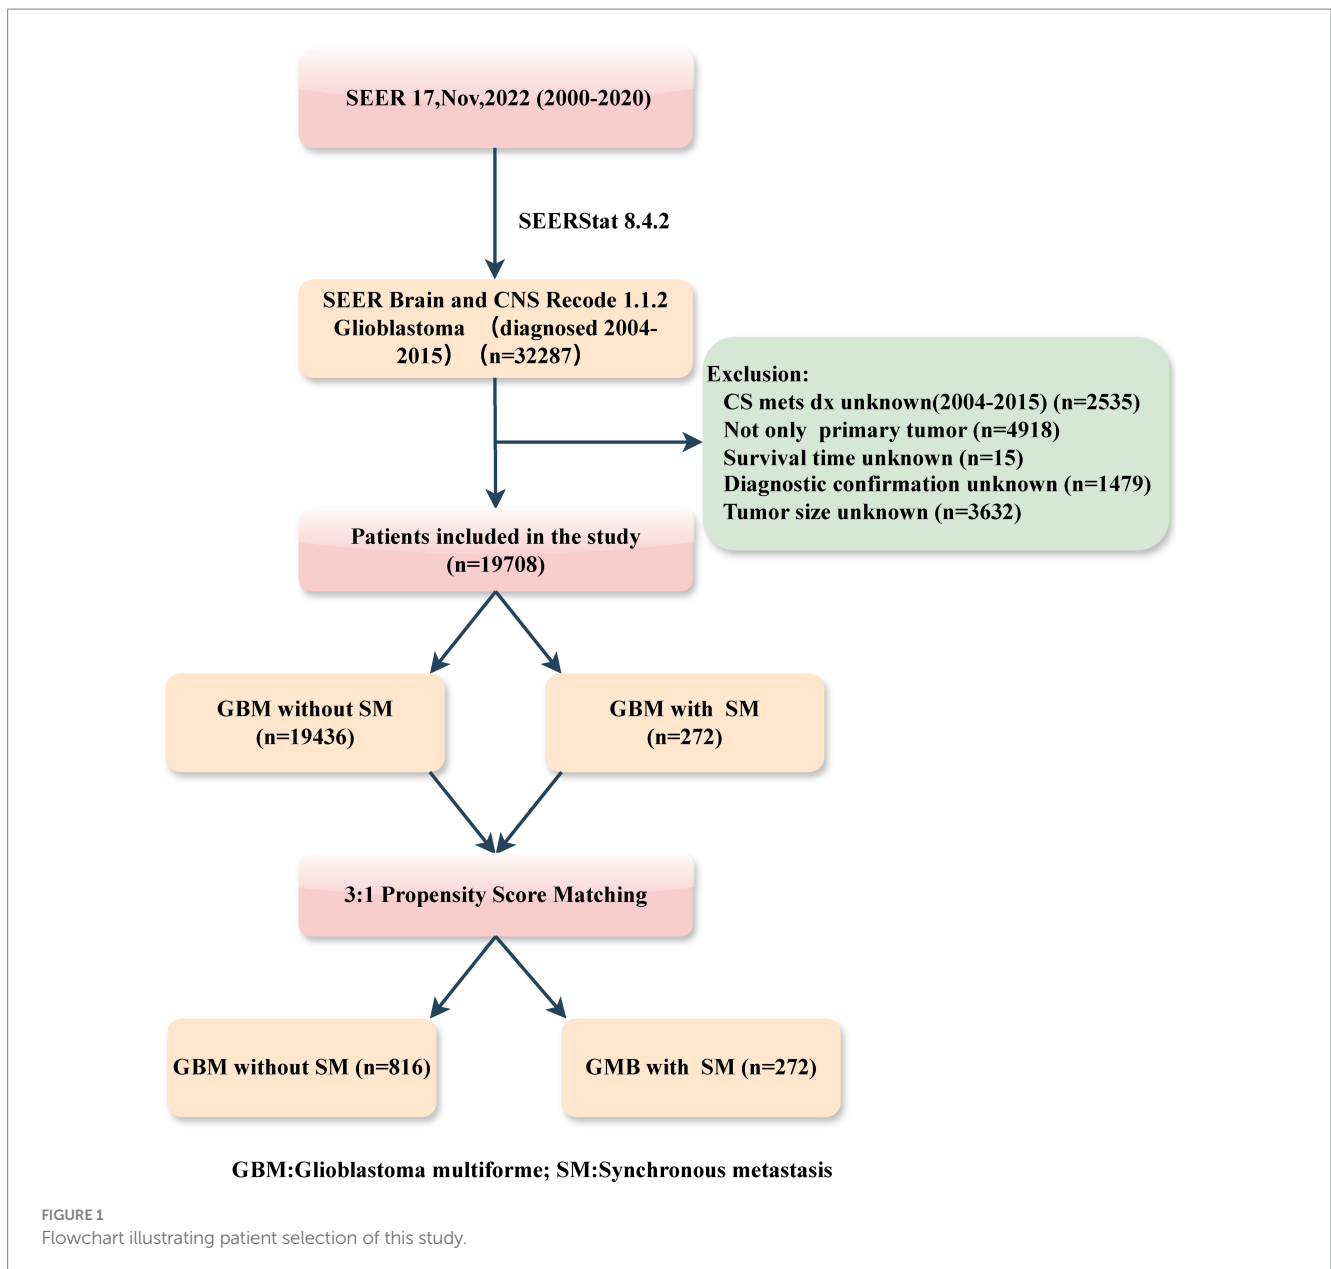 SEER 17,Nov,2022 (2000-2020)
SEERStat 8.4.2
SEER Brain and CNS Recode 1.1.2
Glioblastoma （diagnosed 2004-
2015） （n=32287）
Exclusion:
CS mets dx unknown(2004-2015) (n=2535)
Not only primary tumor (n=4918)
Survival time unknown (n=15)
Diagnostic confirmation unknown (n=1479)
Tumor size unknown (n=3632)
Patients included in the study
(n=19708)
GBM without SM
(n=19436)
GBM with SM
(n=272)
3:1 Propensity Score Matching
GBM without SM (n=816)
GMB with SM (n=272)
GBM:Glioblastoma multiforme; SM:Synchronous metastasis
FIGURE 1
Flowchart illustrating patient selection of this study.